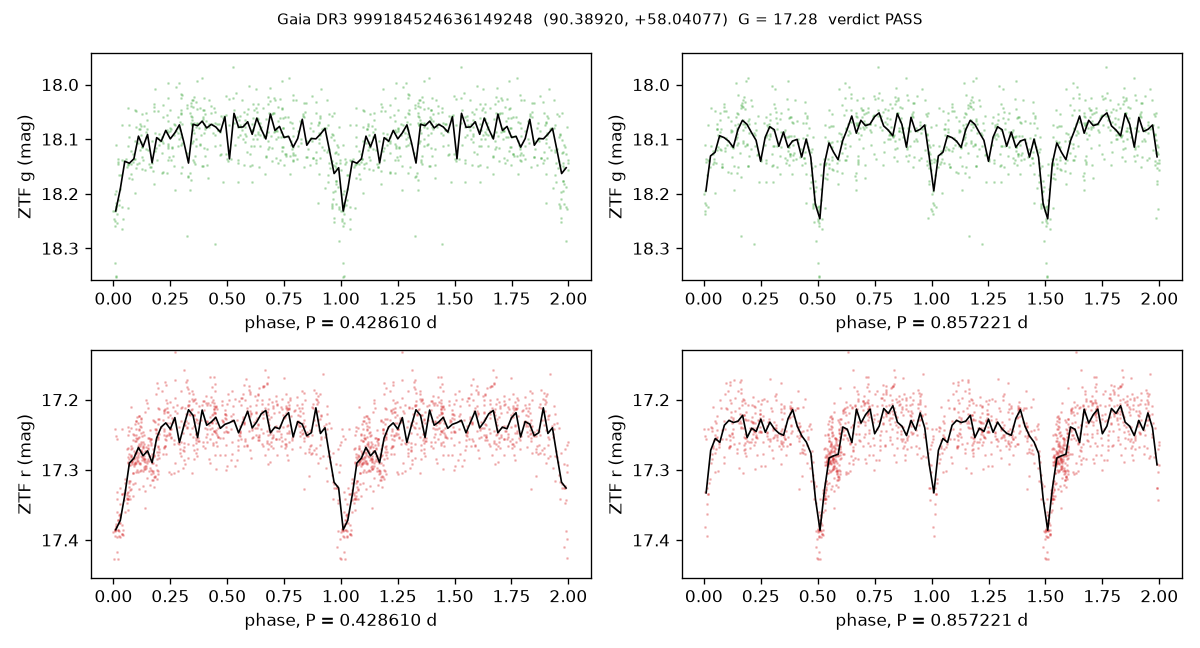 Gaia DR3 999184524636149248  (90.38920, +58.04077)  G = 17.28  verdict PASS
ZTF g (mag)
18.0
18.1
18.2
18.3
0.00 0.25 0.50 0.75 1.00 1.25 1.50 1.75 2.00
phase, P = 0.428610 d
ZTF g (mag)
18.0
18.1
18.2
18.3
0.00 0.25 0.50 0.75 1.00 1.25 1.50 1.75 2.00
phase, P = 0.857221 d
ZTF r (mag)
17.2
17.3
17.4
0.00 0.25 0.50 0.75 1.00 1.25 1.50 1.75 2.00
phase, P = 0.428610 d
ZTF r (mag)
17.2
17.3
17.4
0.00 0.25 0.50 0.75 1.00 1.25 1.50 1.75 2.00
phase, P = 0.857221 d